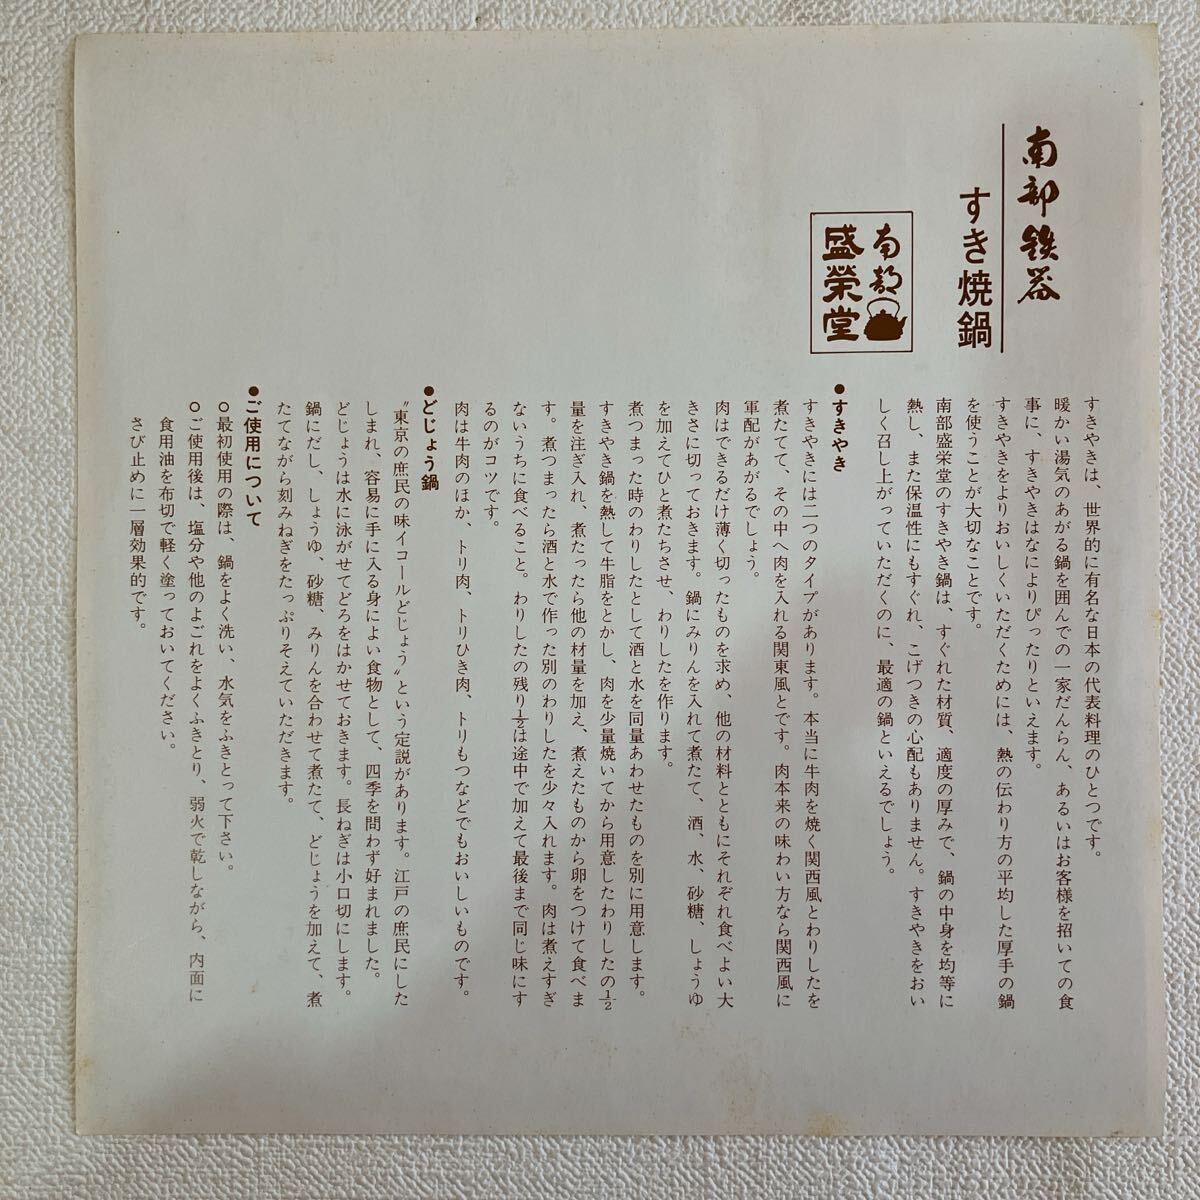 南部鉄器
すき焼鍋
南部
盛栄堂
すきやきは、世界的に有名な日本の代表料理のひとつです。
暖かい湯気のあがる鍋を囲んでの一家だんらん、あるいはお客様を招いての食
事に、すきやきはなによりぴったりといえます。
すきやきをよりおいしくいただくためには、熱の伝わり方の平均した厚手の鍋
を使うことが大切なことです。
南部盛栄堂のすきやき鍋は、すぐれた材質、適度の厚みで、鍋の中身を均等に
熱し、また保温性にもすぐれ、こげつきの心配もありません。すきやきをおい
しく召し上がっていただくのに、最適の鍋といえるでしょう。
●すきやき
すきやきには二つのタイプがあります。本当に牛肉を焼く関西風とわりしたを
煮たてて、その中へ肉を入れる関東風とです。肉本来の味わい方なら関西風に
軍配があがるでしょう。
肉はできるだけ薄く切ったものを求め、他の材料とともにそれぞれ食べよい大
きさに切っておきます。鍋にみりんを入れて煮たて、酒、水、砂糖、しょうゆ
を加えてひと煮たちさせ、わりしたを作ります。
煮つまった時のわりしたとして酒と水を同量あわせたものを別に用意します。
すきやき鍋を熱して牛脂をとかし、肉を少量焼いてから用意したわりしたの½
量を注ぎ入れ、煮たったら他の材量を加え、煮えたものから卵をつけて食べま
す。煮つまったら酒と水で作った別のわりしたを少々入れます。肉は煮えすぎ
ないうちに食べること。わりしたの残り½は途中で加えて最後まで同じ味にす
るのがコツです。
肉は牛肉のほか、トリ肉、トリひき肉、トリもつなどでもおいしいものです。
●どじょう鍋
〝東京の庶民の味イコールどじょう〟という定説があります。江戸の庶民にした
しまれ、容易に手に入る身によい食物として、四季を問わず好まれました。
どじょうは水に泳がせてどろをはかせておきます。長ねぎは小口切にします。
鍋にだし、しょうゆ、砂糖、みりんを合わせて煮たて、どじょうを加えて、煮
たてながら刻みねぎをたっぷりそえていただきます。
●ご使用について
○最初使用の際は、鍋をよく洗い、水気をふきとって下さい。
○ご使用後は、塩分や他のよごれをよくふきとり、弱火で乾しながら、内面に
食用油を布切で軽く塗っておいてください。
さび止めに一層効果的です。